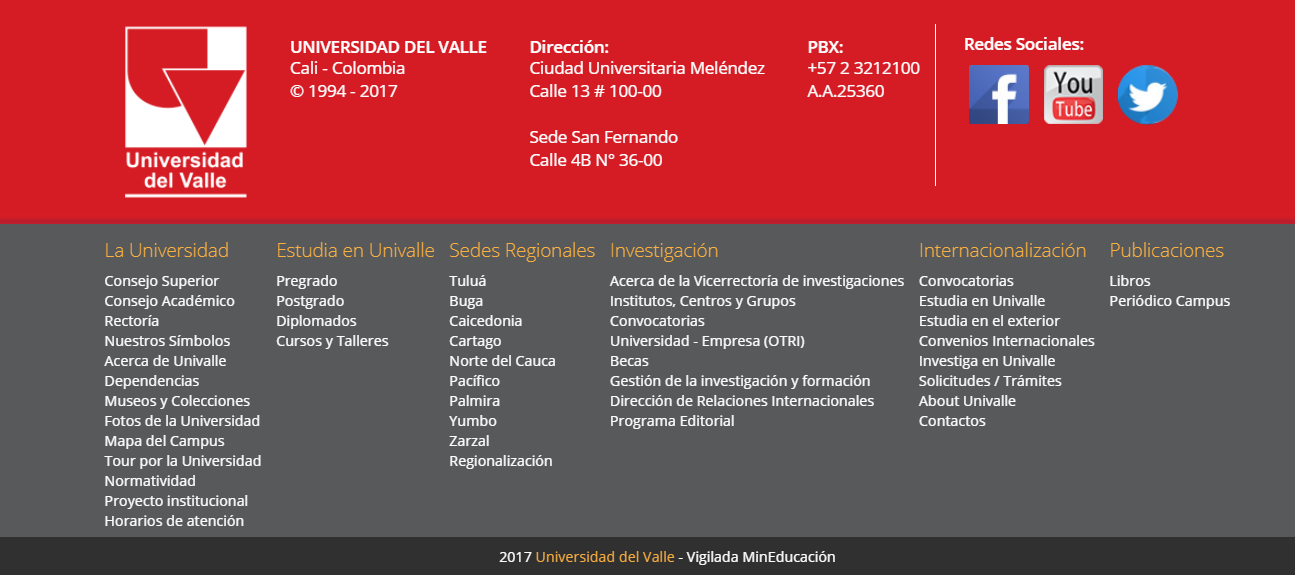 Universidad
del Valle
UNIVERSIDAD DEL VALLE
Cali - Colombia
© 1994 - 2017
Dirección:
Ciudad Universitaria Meléndez
Calle 13 # 100-00
Sede San Fernando
Calle 4B N° 36-00
PBX:
+57 2 3212100
A.A.25360
Redes Sociales:
f
You
Tube
La Universidad
Consejo Superior
Consejo Académico
Rectoría
Nuestros Símbolos
Acerca de Univalle
Dependencias
Museos y Colecciones
Fotos de la Universidad
Mapa del Campus
Tour por la Universidad
Normatividad
Proyecto institucional
Horarios de atención
Estudia en Univalle
Pregrado
Postgrado
Diplomados
Cursos y Talleres
Sedes Regionales
Tuluá
Buga
Caicedonia
Cartago
Norte del Cauca
Pacífico
Palmira
Yumbo
Zarzal
Regionalización
Investigación
Acerca de la Vicerrectoría de investigaciones
Institutos, Centros y Grupos
Convocatorias
Universidad - Empresa (OTRI)
Becas
Gestión de la investigación y formación
Dirección de Relaciones Internacionales
Programa Editorial
Internacionalización
Convocatorias
Estudia en Univalle
Estudia en el exterior
Convenios Internacionales
Investiga en Univalle
Solicitudes / Trámites
About Univalle
Contactos
Publicaciones
Libros
Periódico Campus
2017 Universidad del Valle - Vigilada MinEducación